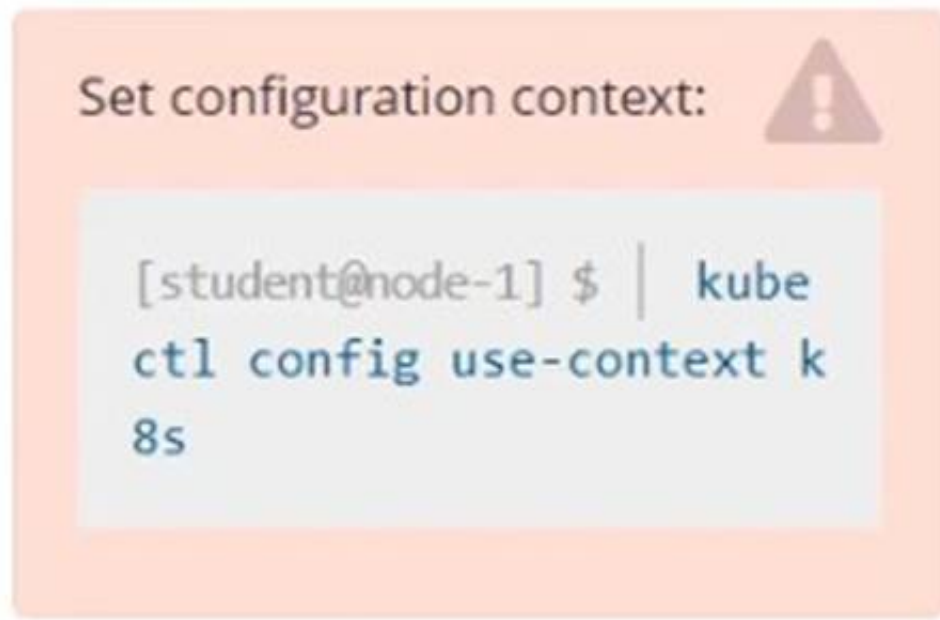 Set configuration context:
[student@node-1] $ | kube
ctl config use-context k
8s